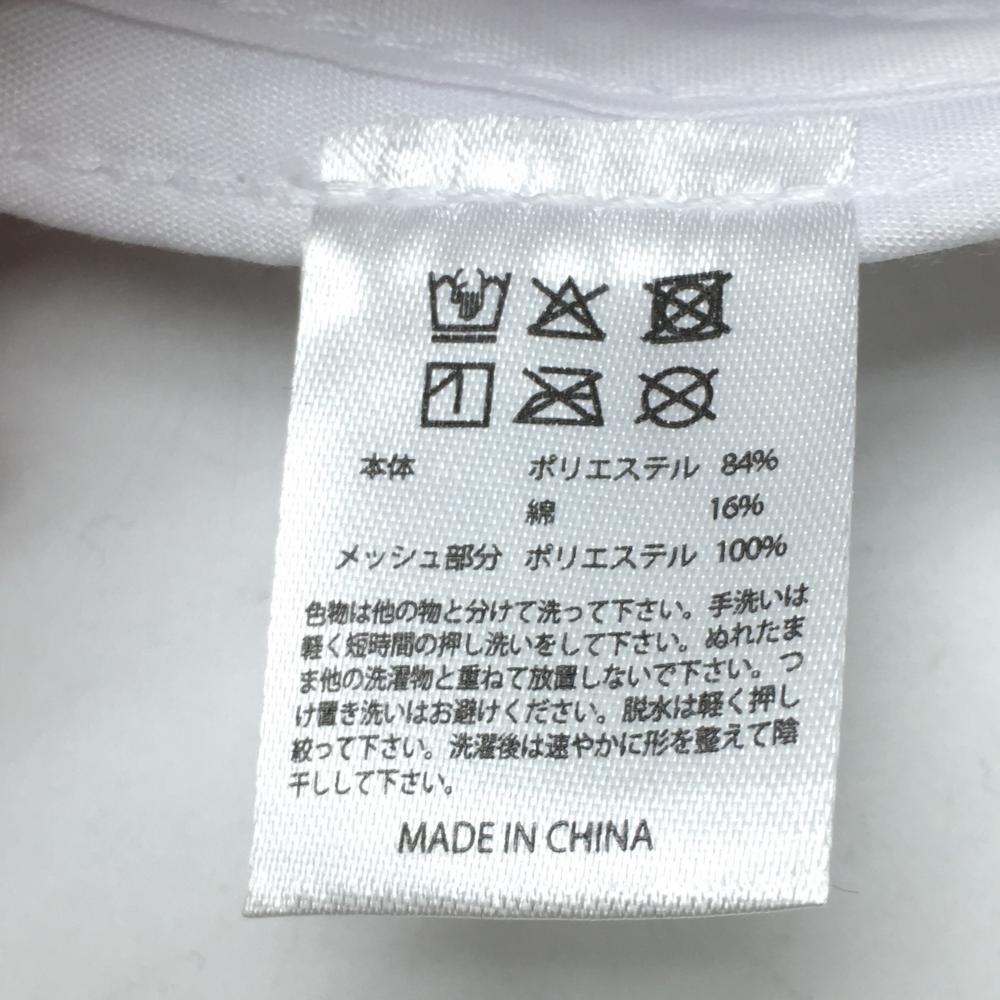 本体 ポリエステル 84%
綿 16%
メッシュ部分 ポリエステル 100%
色物は他の物と分けて洗って下さい。手洗いは
軽く短時間の押し洗いをして下さい。ぬれたま
ま他の洗濯物と重ねて放置しないで下さい。つ
け置き洗いはお避けください。脱水は軽く押し
絞って下さい。洗濯後は速やかに形を整えて陰
干しして下さい。
MADE IN CHINA